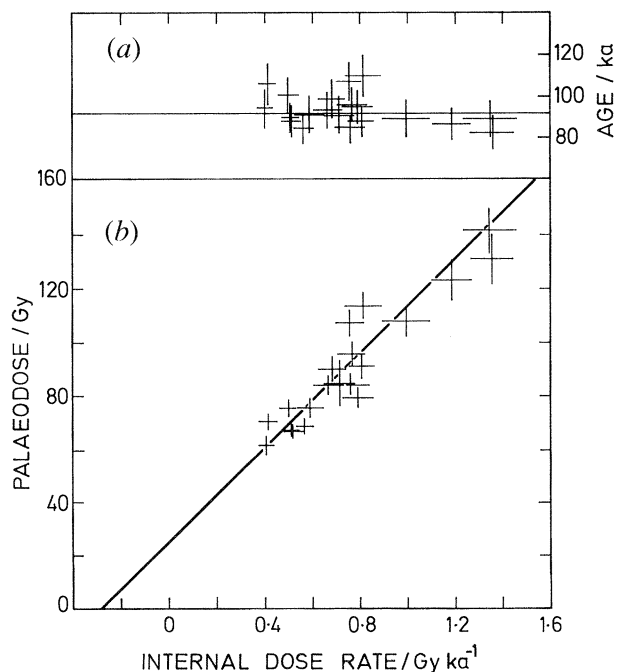 (a)
120
100
80
AGE / ka
160
(b)
120
80
40
0
PALAEODOSE / Gy
0 0·4 0·8 1·2 1·6
INTERNAL DOSE RATE / Gy ka⁻¹